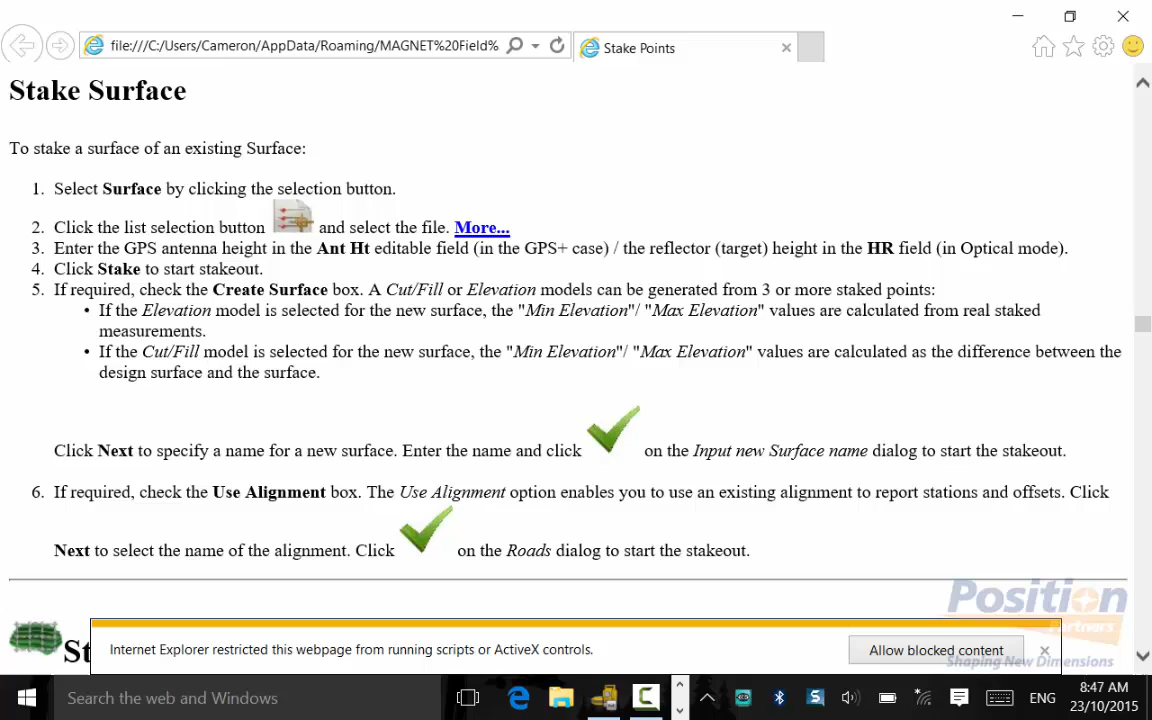 file:///C:/Users/Cameron/AppData/Roaming/MAGNET%20Field%
Stake Points
Stake Surface
To stake a surface of an existing Surface:
1. Select Surface by clicking the selection button.
2. Click the list selection button and select the file. More...
3. Enter the GPS antenna height in the Ant Ht editable field (in the GPS+ case) / the reflector (target) height in the HR field (in Optical mode).
4. Click Stake to start stakeout.
5. If required, check the Create Surface box. A Cut/Fill or Elevation models can be generated from 3 or more staked points:
• If the Elevation model is selected for the new surface, the "Min Elevation"/ "Max Elevation" values are calculated from real staked
measurements.
• If the Cut/Fill model is selected for the new surface, the "Min Elevation"/ "Max Elevation" values are calculated as the difference between the
design surface and the surface.
Click Next to specify a name for a new surface. Enter the name and click on the Input new Surface name dialog to start the stakeout.
6. If required, check the Use Alignment box. The Use Alignment option enables you to use an existing alignment to report stations and offsets. Click
Next to select the name of the alignment. Click on the Roads dialog to start the stakeout.
Position
Partners
Shaping New Dimensions
St
Internet Explorer restricted this webpage from running scripts or ActiveX controls.
Allow blocked content
Search the web and Windows
ENG
8:47 AM
23/10/2015